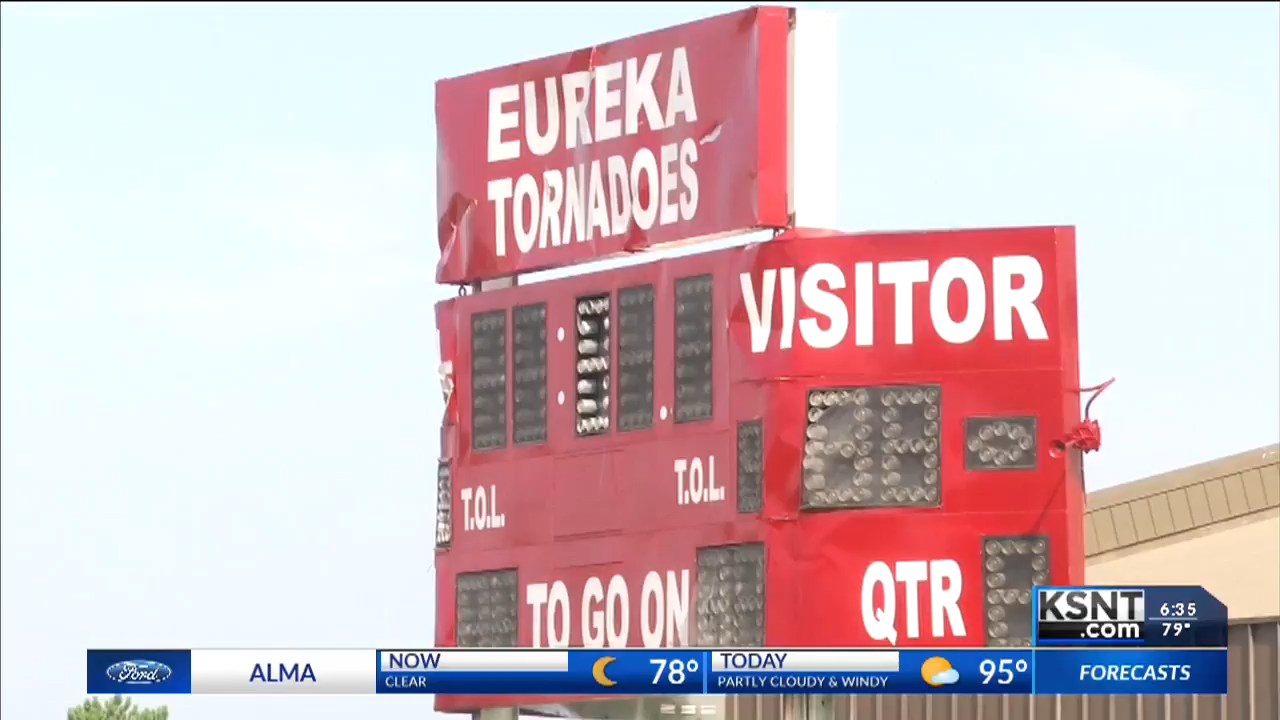 EUREKA
TORNADOES
VISITOR
T.O.L.
T.O.L.
TO GO ON
QTR
KSNT
.com
6:35
79°
Ford
ALMA
NOW
CLEAR
78°
TODAY
PARTLY CLOUDY & WINDY
95°
FORECASTS